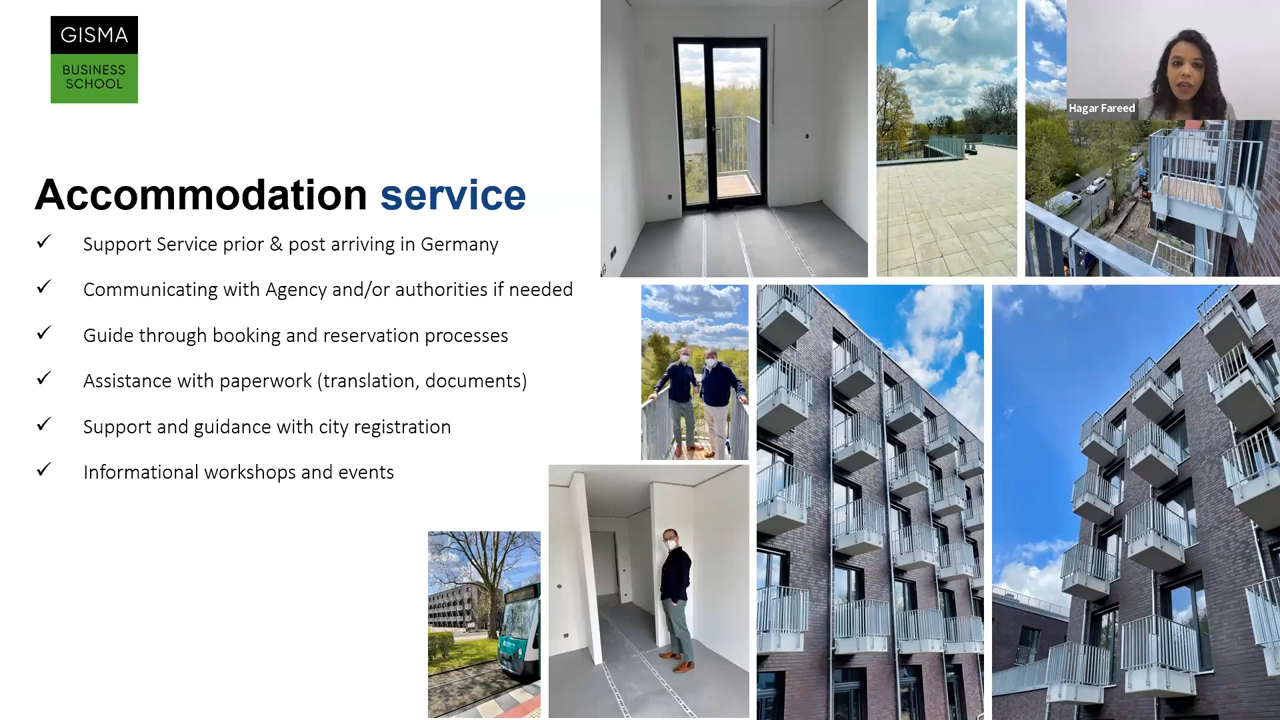 GISMA
BUSINESS
SCHOOL
Hagar Fareed
Accommodation service
✓ Support Service prior & post arriving in Germany
✓ Communicating with Agency and/or authorities if needed
✓ Guide through booking and reservation processes
✓ Assistance with paperwork (translation, documents)
✓ Support and guidance with city registration
✓ Informational workshops and events